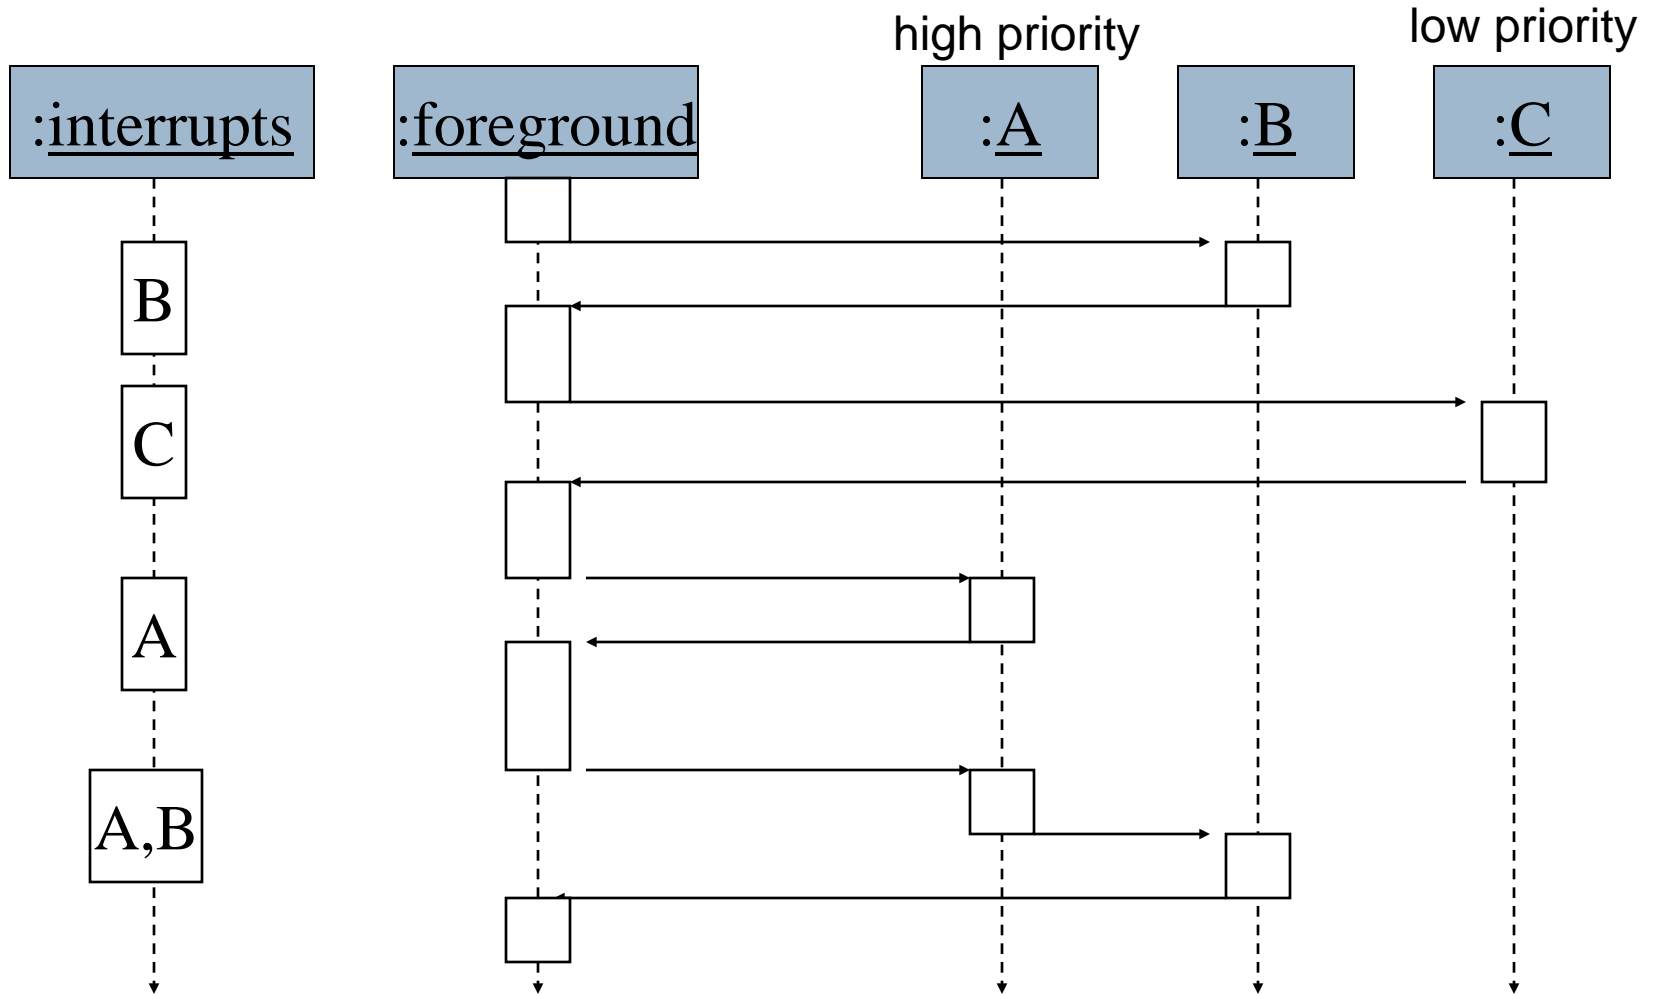 high priority
low priority
:interrupts
:foreground
:A
:B
:C
B
C
A
A,B